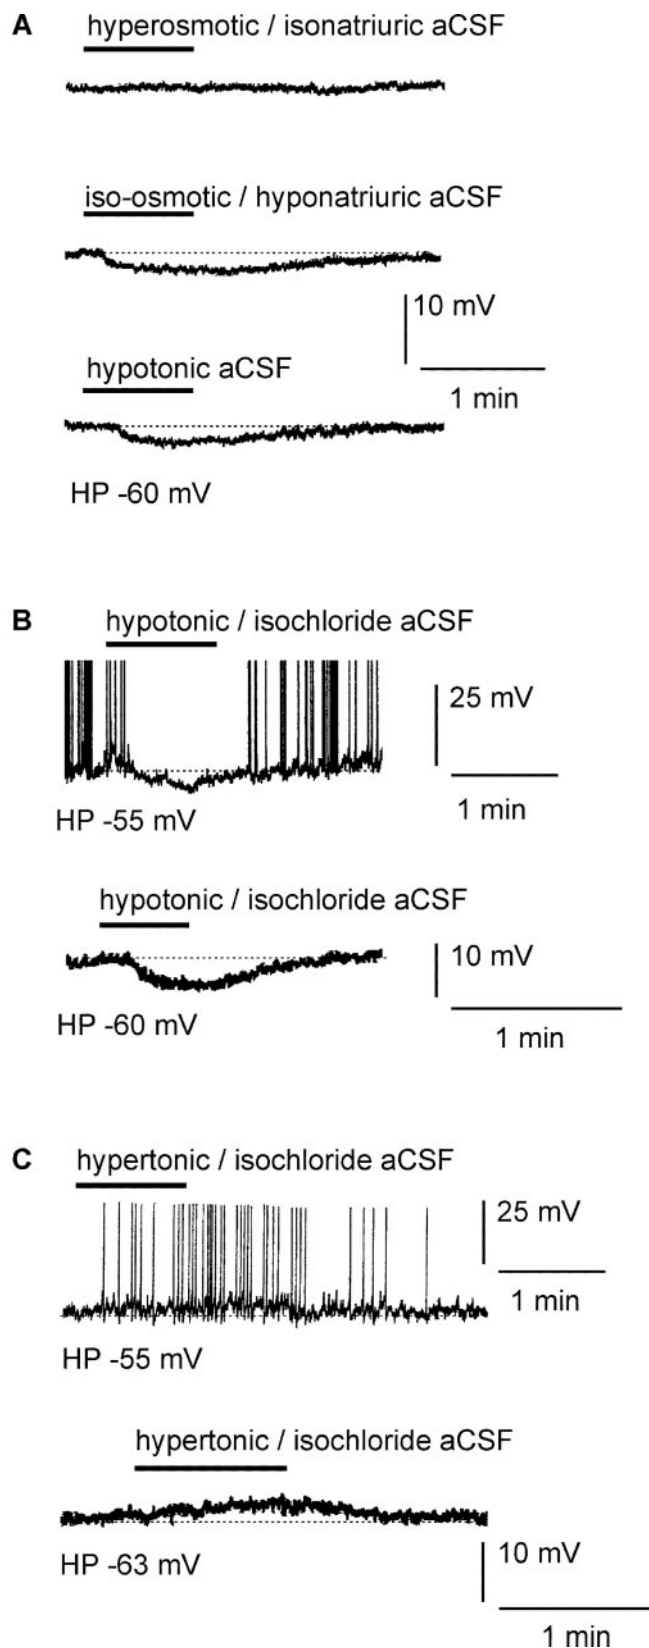 A
hyperosmotic / isonatriuric aCSF
iso-osmotic / hyponatriuric aCSF
10 mV
1 min
hypotonic aCSF
HP -60 mV
B
hypotonic / isochloride aCSF
25 mV
1 min
HP -55 mV
hypotonic / isochloride aCSF
10 mV
1 min
HP -60 mV
C
hypertonic / isochloride aCSF
25 mV
1 min
HP -55 mV
hypertonic / isochloride aCSF
HP -63 mV
10 mV
1 min